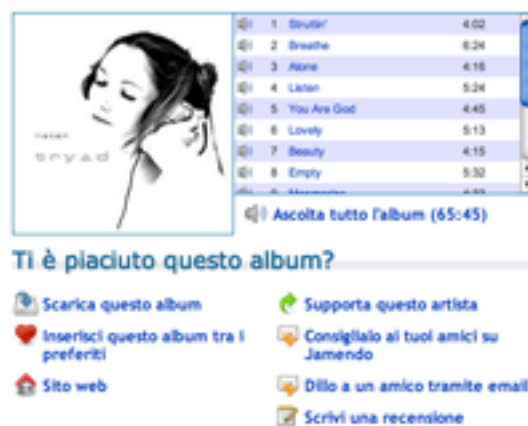 listen
tryad
1 Struttin' 4:02
2 Breathe 6:24
3 Alone 4:16
4 Listen 5:24
5 You Are God 4:45
6 Lovely 5:13
7 Beauty 4:15
8 Empty 5:32
Ascolta tutto l'album (65:45)
Ti è piaciuto questo album?
Scarica questo album
Inserisci questo album tra i
preferiti
Sito web
Supporta questo artista
Consiglialo ai tuoi amici su
Jamendo
Dillo a un amico tramite email
Scrivi una recensione